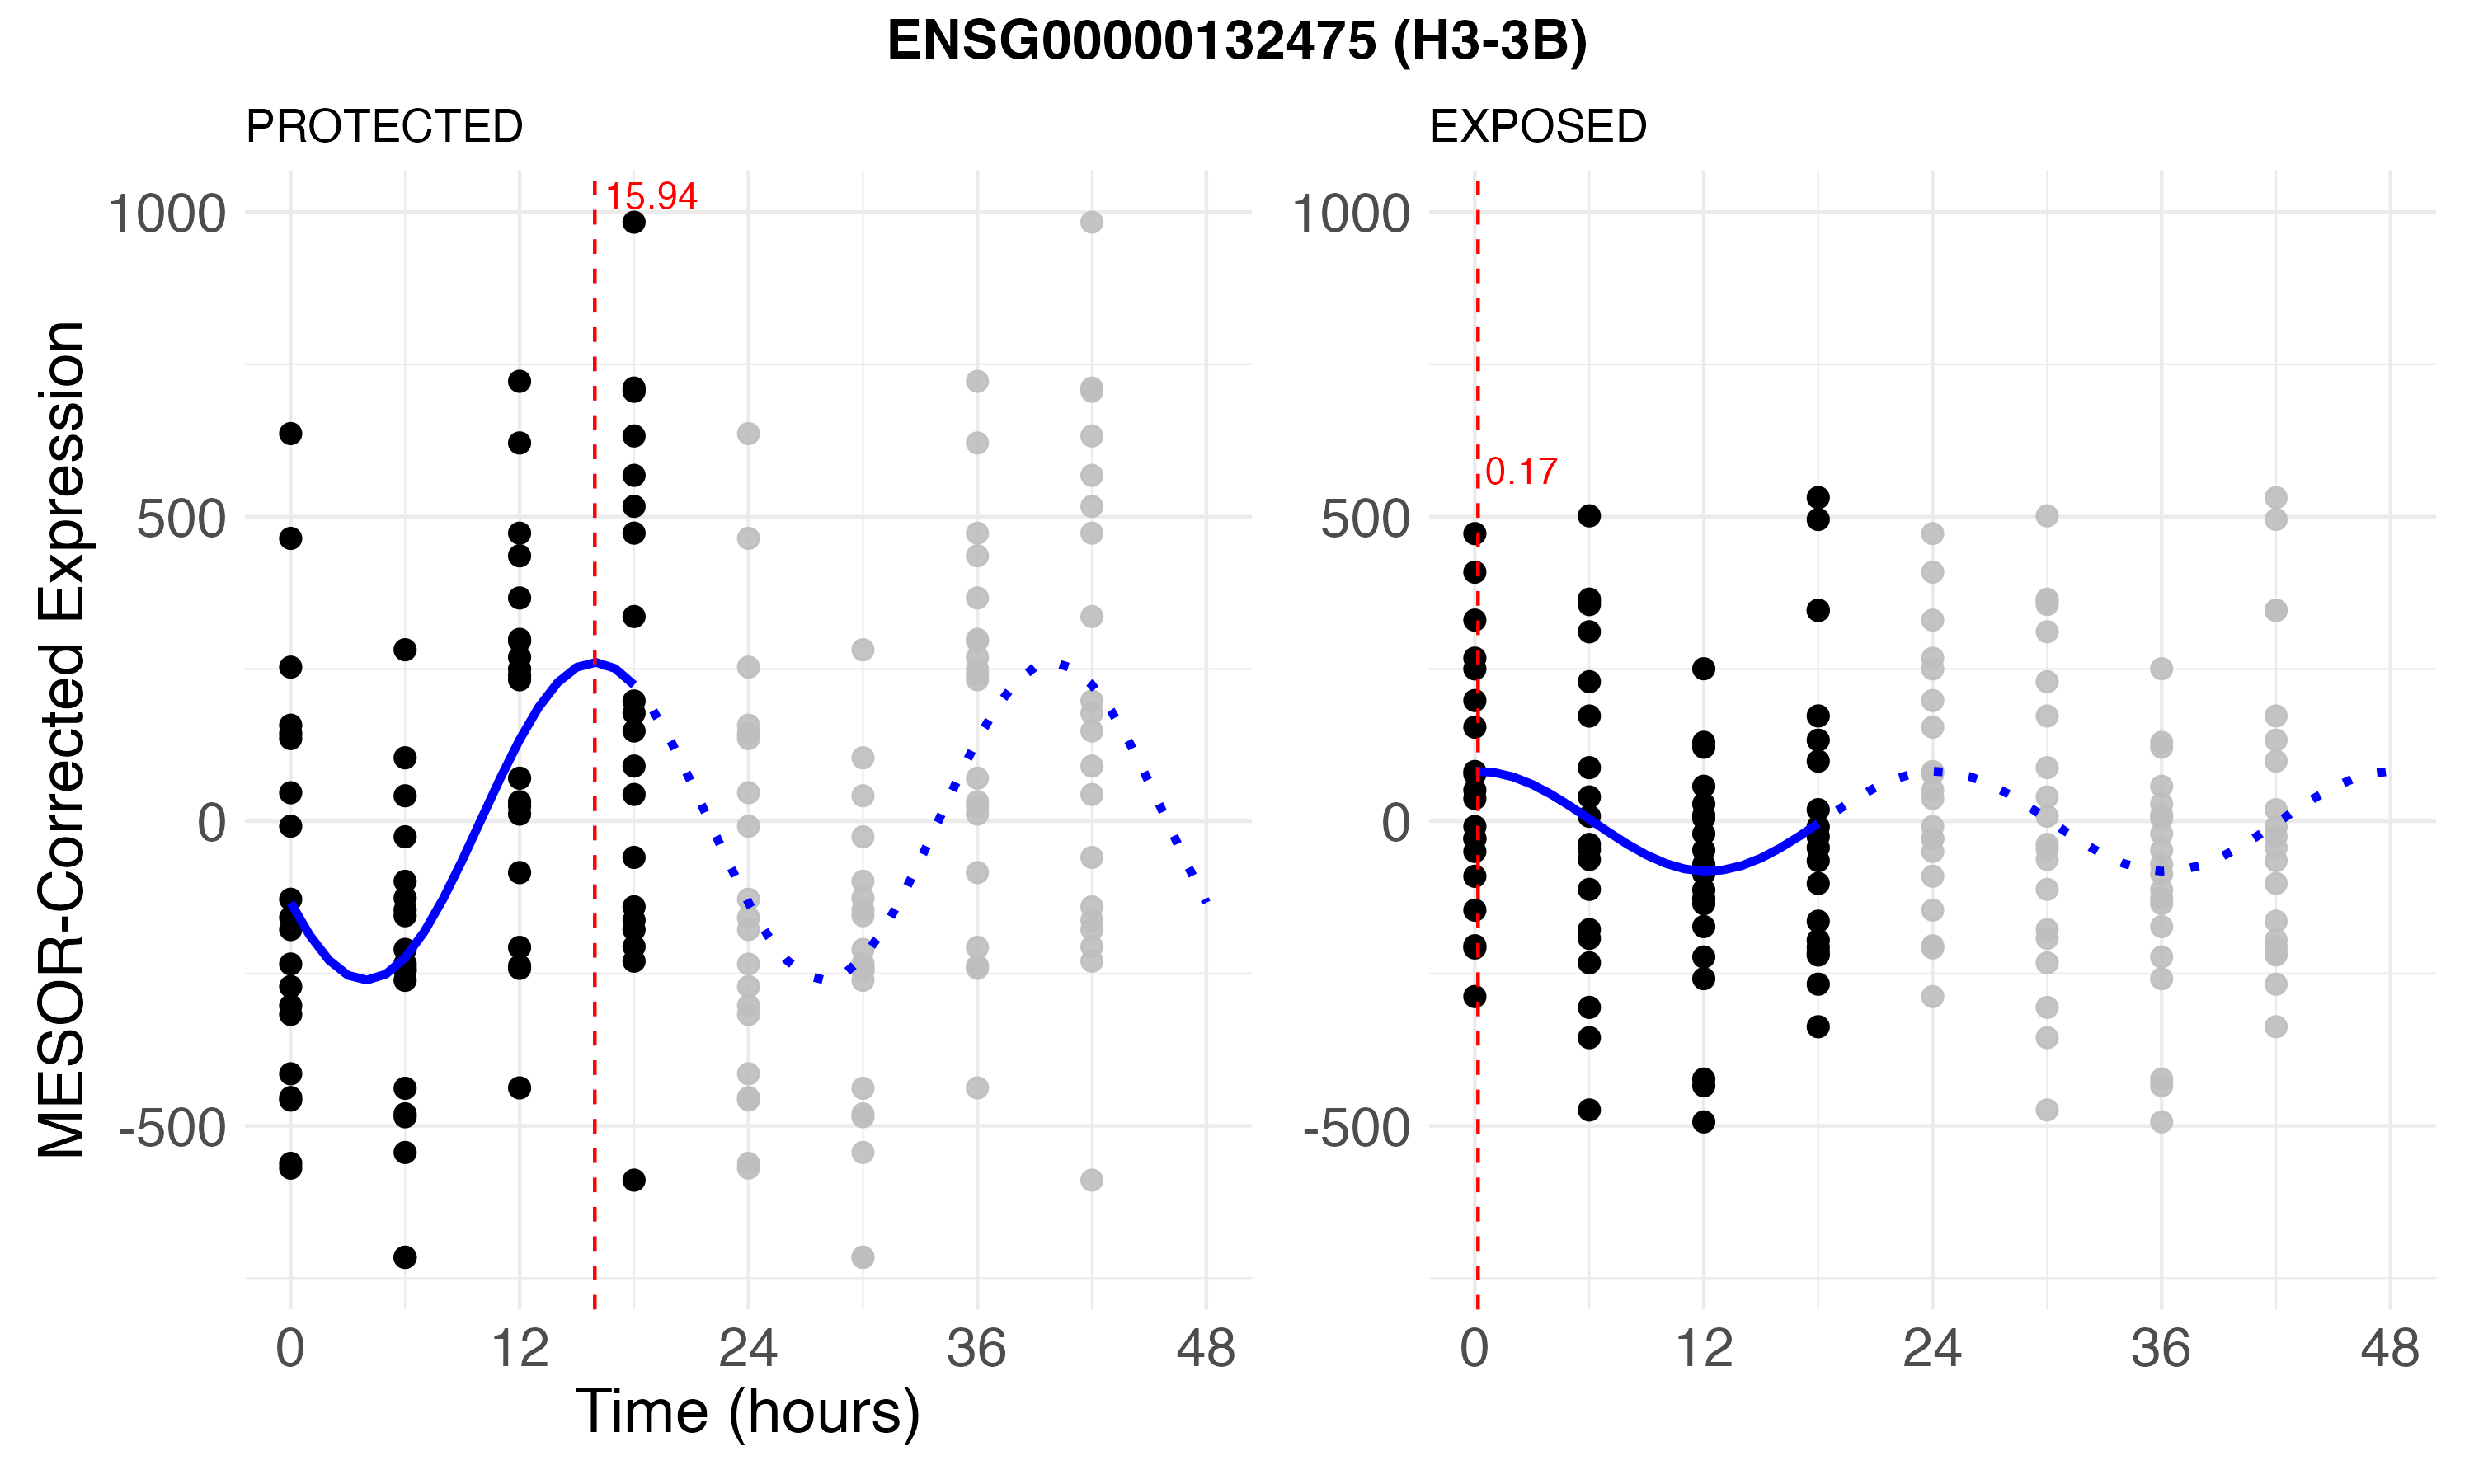 ENSG00000132475 (H3-3B)
PROTECTED
EXPOSED
MESOR-Corrected Expression
1000
500
0
-500
15.94
0 12 24 36 48
Time (hours)
1000
500
0
-500
0.17
0 12 24 36 48